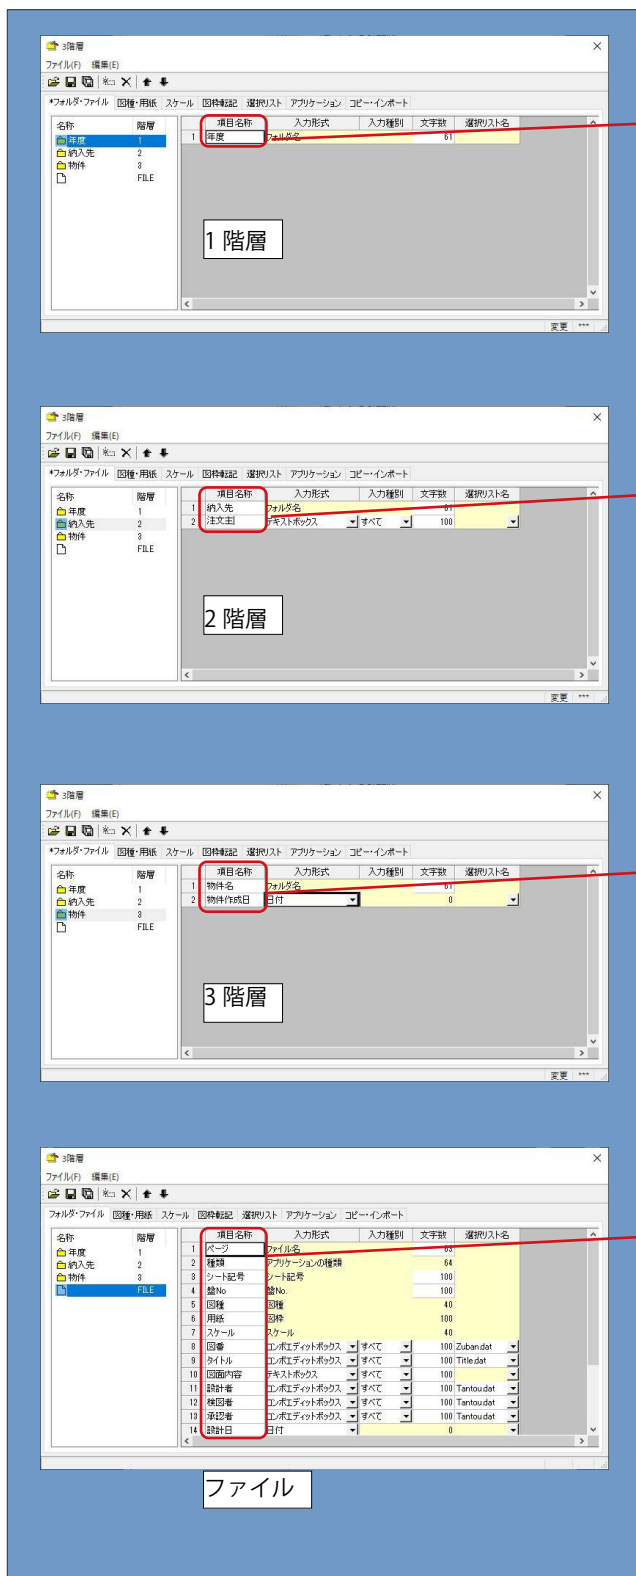 3階層
ファイル(F) 編集(E)
*フォルダ・ファイル 図種・用紙 スケール 図枠転記 選択リスト アプリケーション コピー・インポート
名称 階層 項目名称 入力形式 入力種別 文字数 選択リスト名
年度 1 1 年度 フォルダ名 61
納入先 2
物件 3
FILE
1 階層
変更 ***
3階層
ファイル(F) 編集(E)
*フォルダ・ファイル 図種・用紙 スケール 図枠転記 選択リスト アプリケーション コピー・インポート
名称 階層 項目名称 入力形式 入力種別 文字数 選択リスト名
年度 1 1 納入先 フォルダ名 61
納入先 2 2 注文主 テキストボックス すべて 100
物件 3
FILE
2 階層
変更 ***
3階層
ファイル(F) 編集(E)
*フォルダ・ファイル 図種・用紙 スケール 図枠転記 選択リスト アプリケーション コピー・インポート
名称 階層 項目名称 入力形式 入力種別 文字数 選択リスト名
年度 1 1 物件名 フォルダ名 61
納入先 2 2 物件作成日 日付 0
物件 3
FILE
3 階層
変更 ***
3階層
ファイル(F) 編集(E)
フォルダ・ファイル 図種・用紙 スケール 図枠転記 選択リスト アプリケーション コピー・インポート
名称 階層 項目名称 入力形式 入力種別 文字数 選択リスト名
年度 1
納入先 2
物件 3
FILE
1 ページ ファイル名 63
2 種類 アプリケーションの種類 64
3 シート記号 シート記号 100
4 盤No 盤No. 100
5 図種 図種 40
6 用紙 図枠 100
7 スケール スケール 40
8 図番 コンボエディットボックス すべて 100 Zuban.dat
9 タイトル コンボエディットボックス すべて 100 Title.dat
10 図面内容 テキストボックス すべて 100
11 設計者 コンボエディットボックス すべて 100 Tantou.dat
12 検図者 コンボエディットボックス すべて 100 Tantou.dat
13 承認者 コンボエディットボックス すべて 100 Tantou.dat
14 設計日 日付 0
ファイル